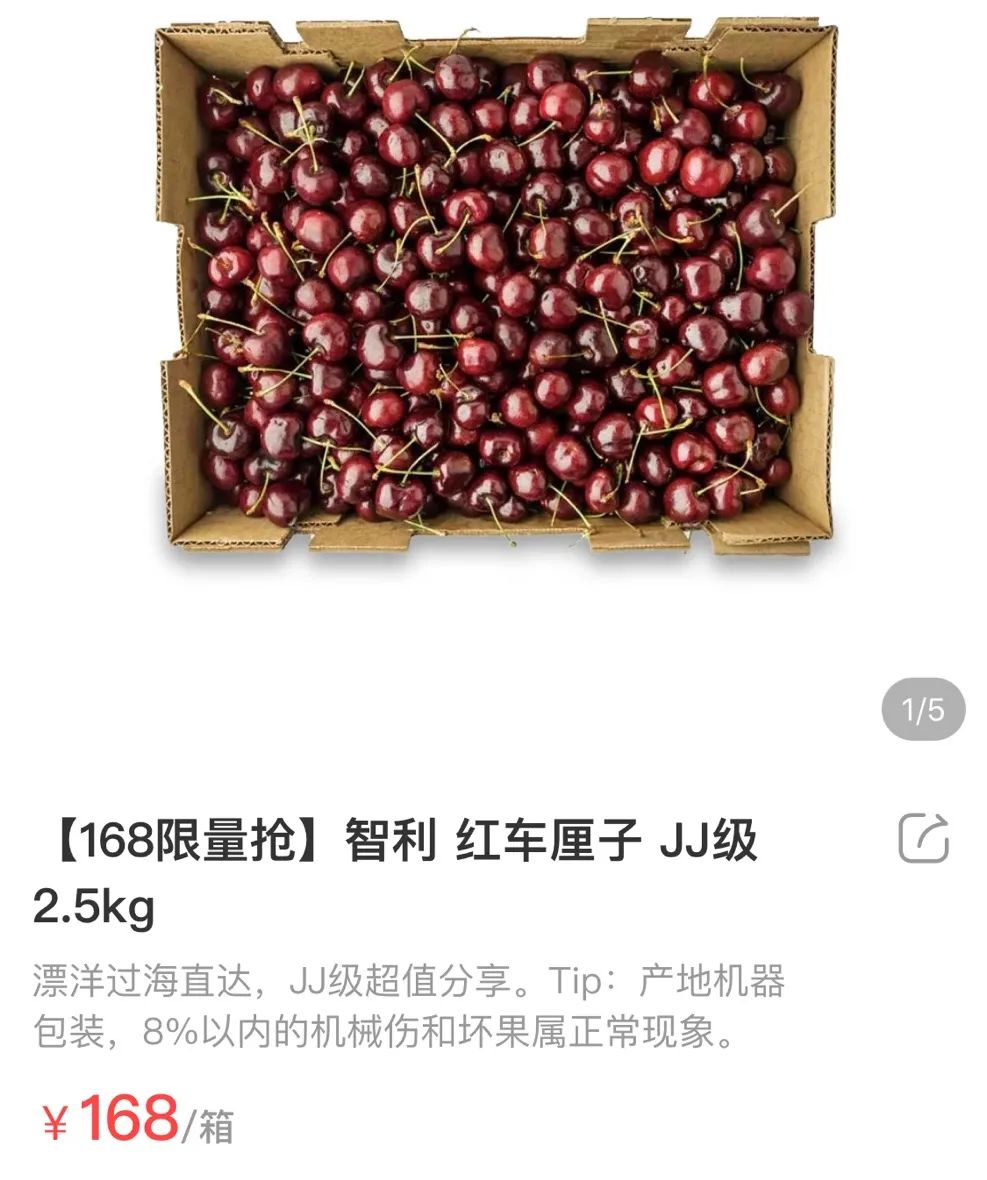 1/5
【168限量抢】智利 红车厘子 JJ级
2.5kg
漂洋过海直达，JJ级超值分享。Tip：产地机器
包装，8%以内的机械伤和坏果属正常现象。
￥168/箱